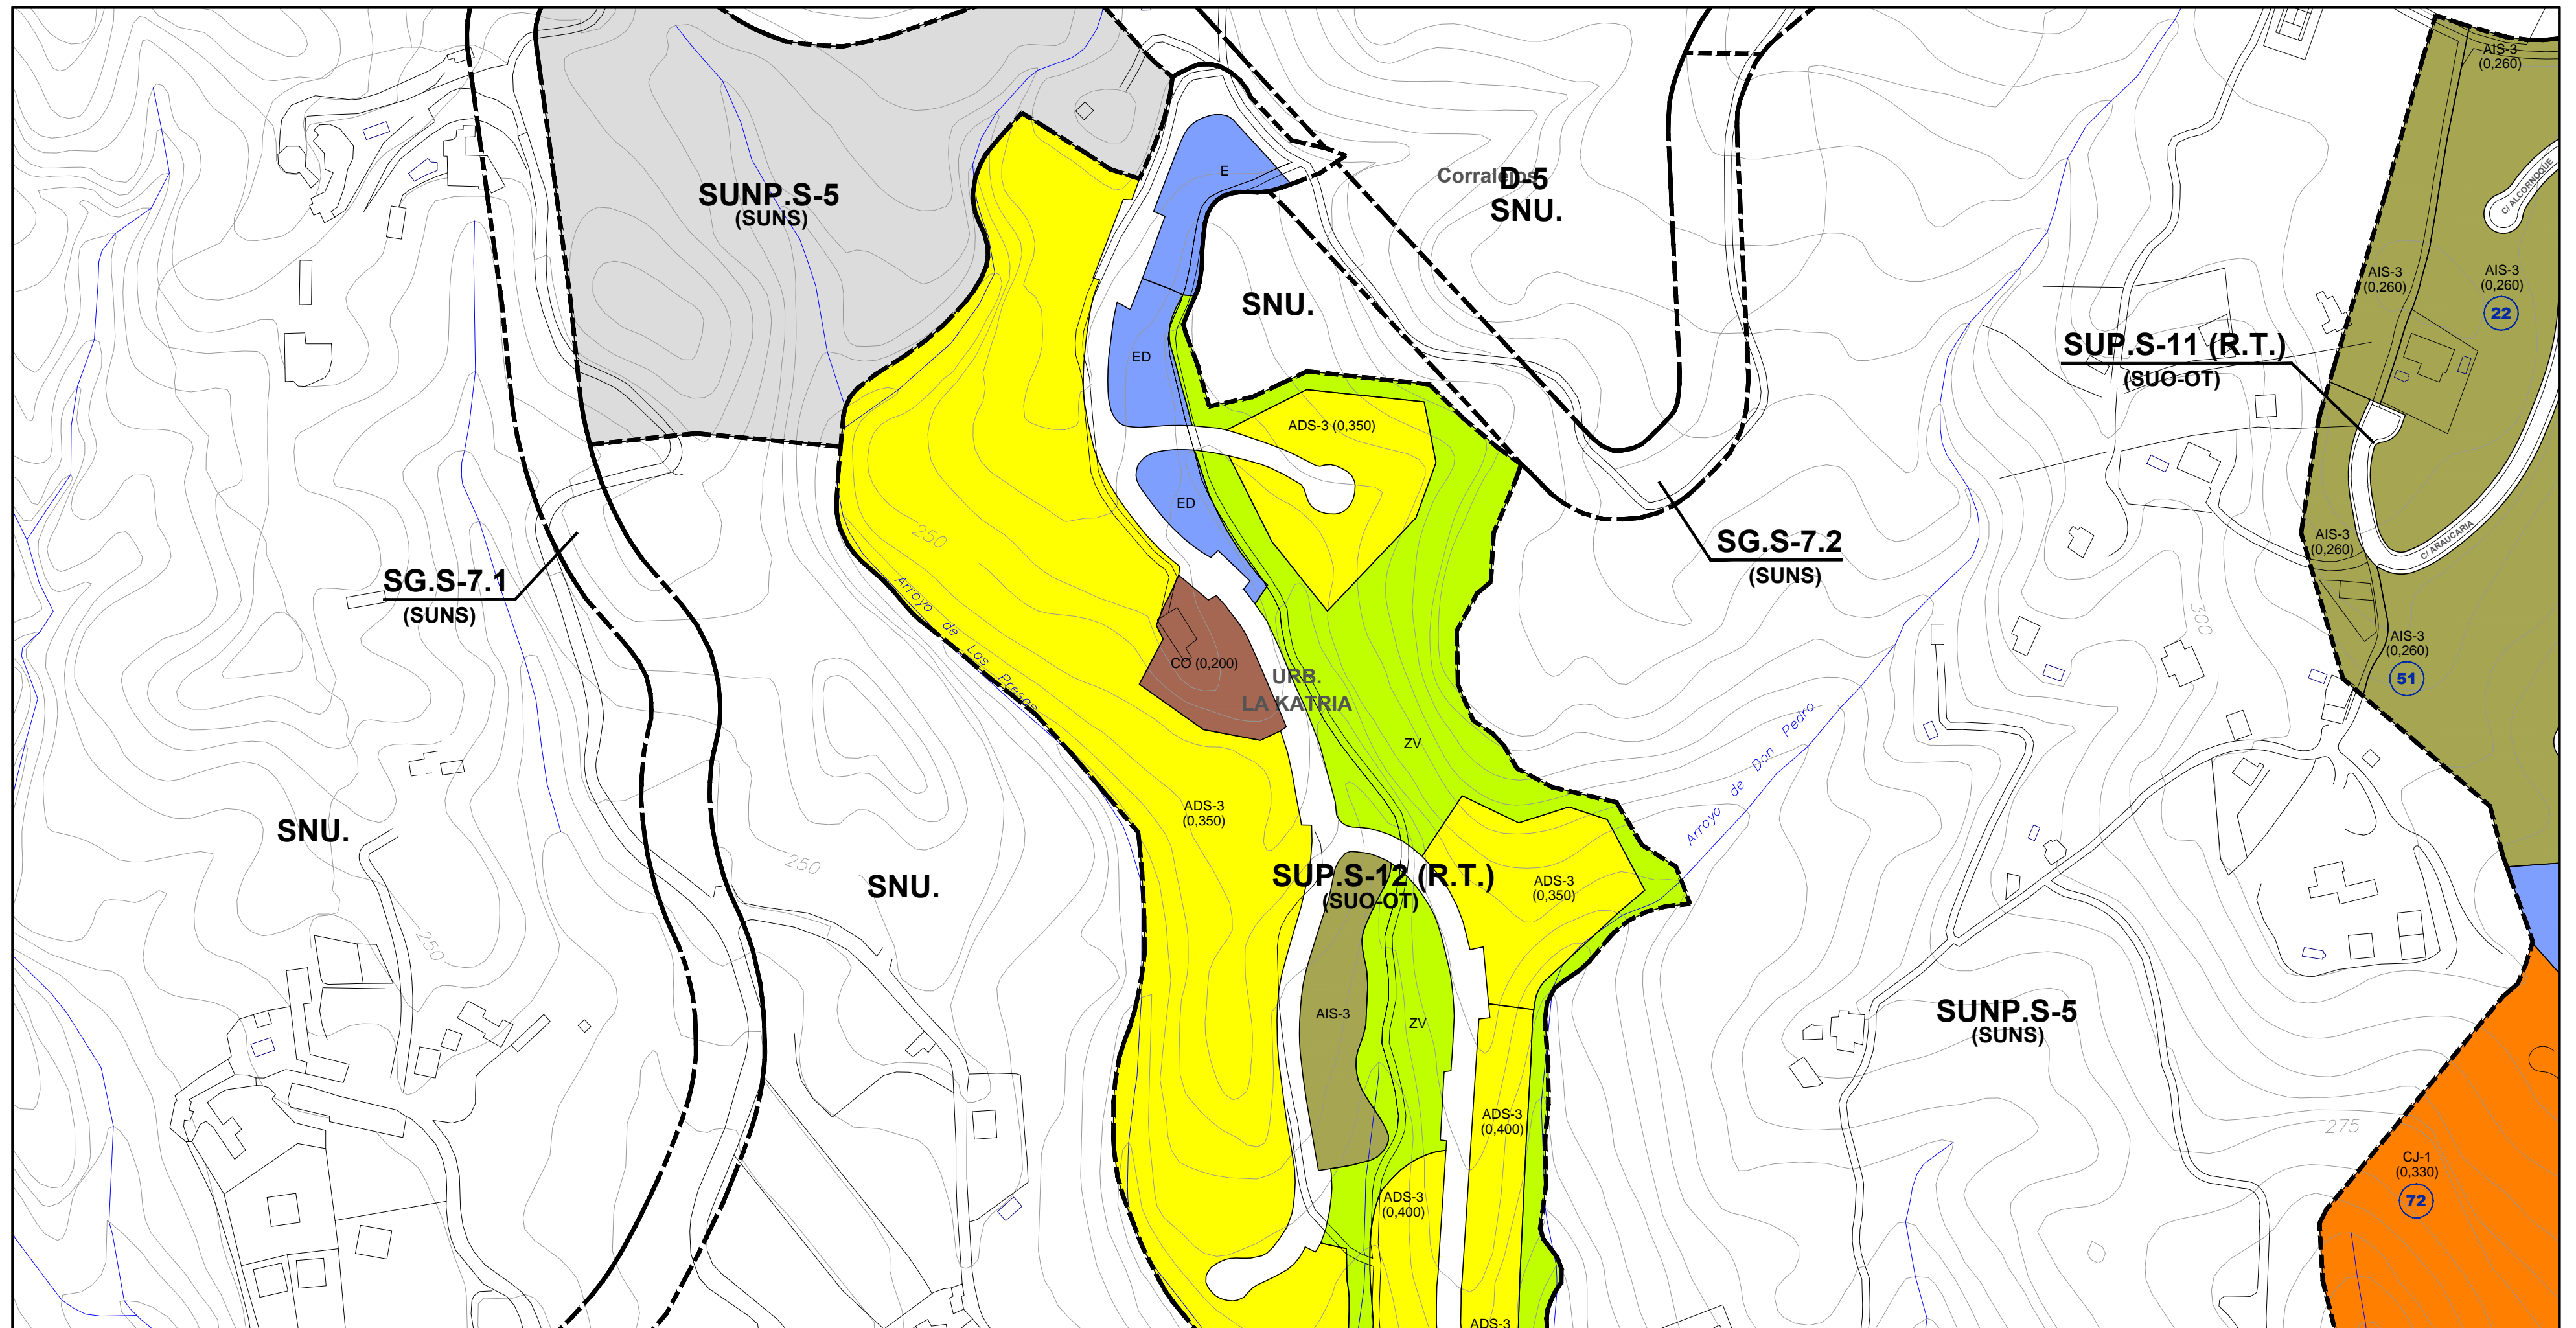 AIS-3
(0,260)
SUNP.S-5
(SUNS)
E
Corralejos
D-5
SNU.
C/ ALCORNOQUE
AIS-3
(0,260)
AIS-3
(0,260)
22
SNU.
SUP.S-11 (R.T.)
(SUO-OT)
ED
ADS-3 (0,350)
ED
250
SG.S-7.2
(SUNS)
AIS-3
(0,260)
C/ ARAUCARIA
SG.S-7.1
(SUNS)
Arroyo de Las Presas
300
AIS-3
(0,260)
51
CO (0,200)
URB.
LA KATRIA
ZV
Arroyo de Don Pedro
ADS-3
(0,350)
SNU.
250
SNU.
SUP.S-12 (R.T.)
(SUO-OT)
ADS-3
(0,350)
250
AIS-3
ZV
SUNP.S-5
(SUNS)
ADS-3
(0,400)
275
CJ-1
(0,330)
72
ADS-3
(0,400)
ADS-3